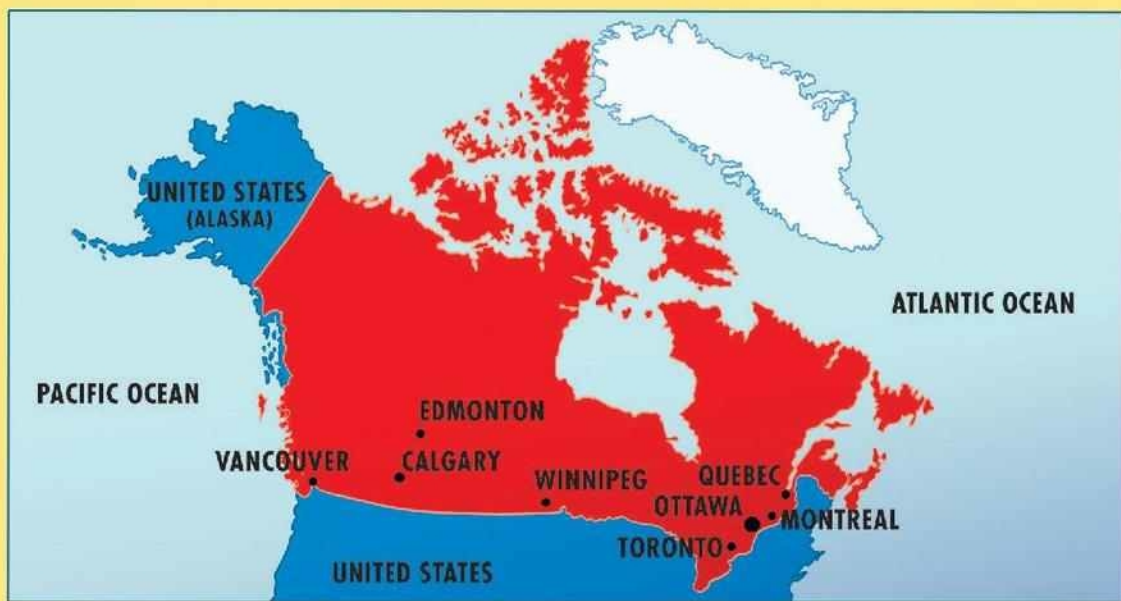 UNITED STATES
(ALASKA)
ATLANTIC OCEAN
PACIFIC OCEAN
EDMONTON
VANCOUVER
CALGARY
WINNIPEG
QUEBEC
OTTAWA
MONTREAL
TORONTO
UNITED STATES